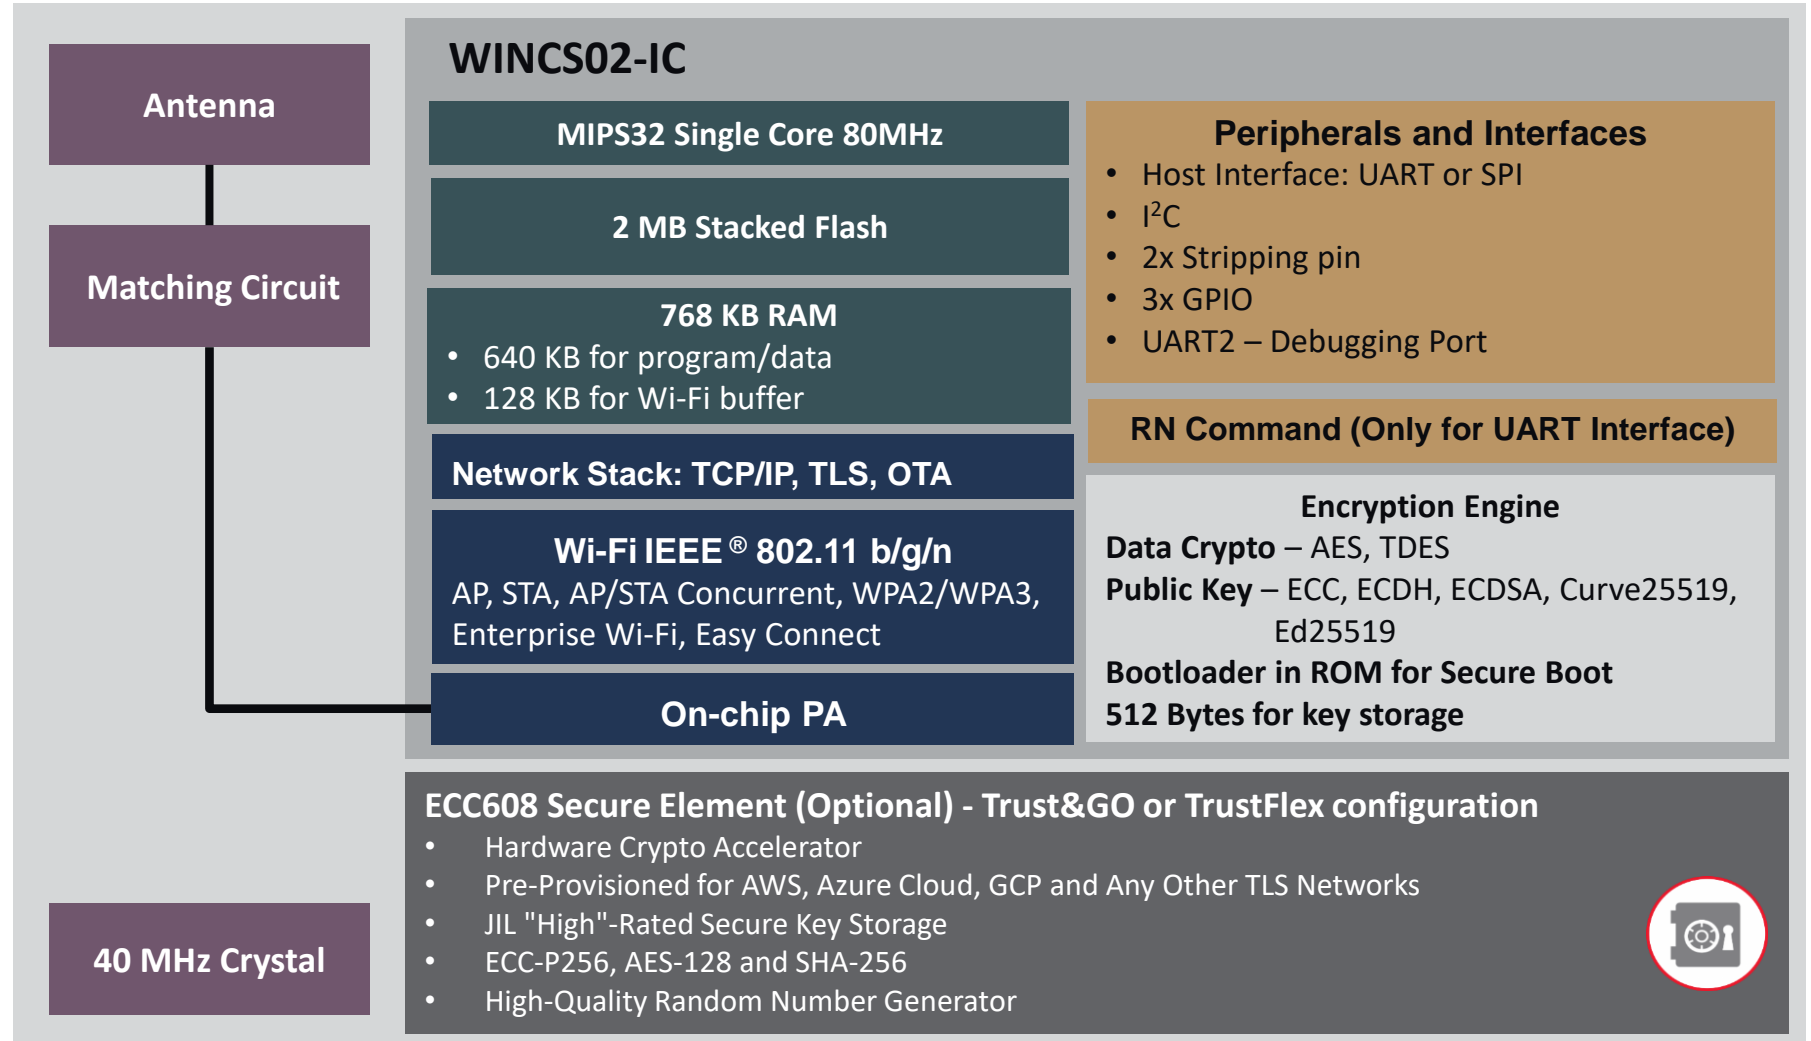 Antenna
Matching Circuit
40 MHz Crystal
WINCS02-IC
MIPS32 Single Core 80MHz
2 MB Stacked Flash
768 KB RAM
• 640 KB for program/data
• 128 KB for Wi-Fi buffer
Network Stack: TCP/IP, TLS, OTA
Wi-Fi IEEE® 802.11 b/g/n
AP, STA, AP/STA Concurrent, WPA2/WPA3,
Enterprise Wi-Fi, Easy Connect
On-chip PA
Peripherals and Interfaces
• Host Interface: UART or SPI
• I²C
• 2x Stripping pin
• 3x GPIO
• UART2 – Debugging Port
RN Command (Only for UART Interface)
Encryption Engine
Data Crypto – AES, TDES
Public Key – ECC, ECDH, ECDSA, Curve25519,
Ed25519
Bootloader in ROM for Secure Boot
512 Bytes for key storage
ECC608 Secure Element (Optional) - Trust&GO or TrustFlex configuration
• Hardware Crypto Accelerator
• Pre-Provisioned for AWS, Azure Cloud, GCP and Any Other TLS Networks
• JIL "High"-Rated Secure Key Storage
• ECC-P256, AES-128 and SHA-256
• High-Quality Random Number Generator